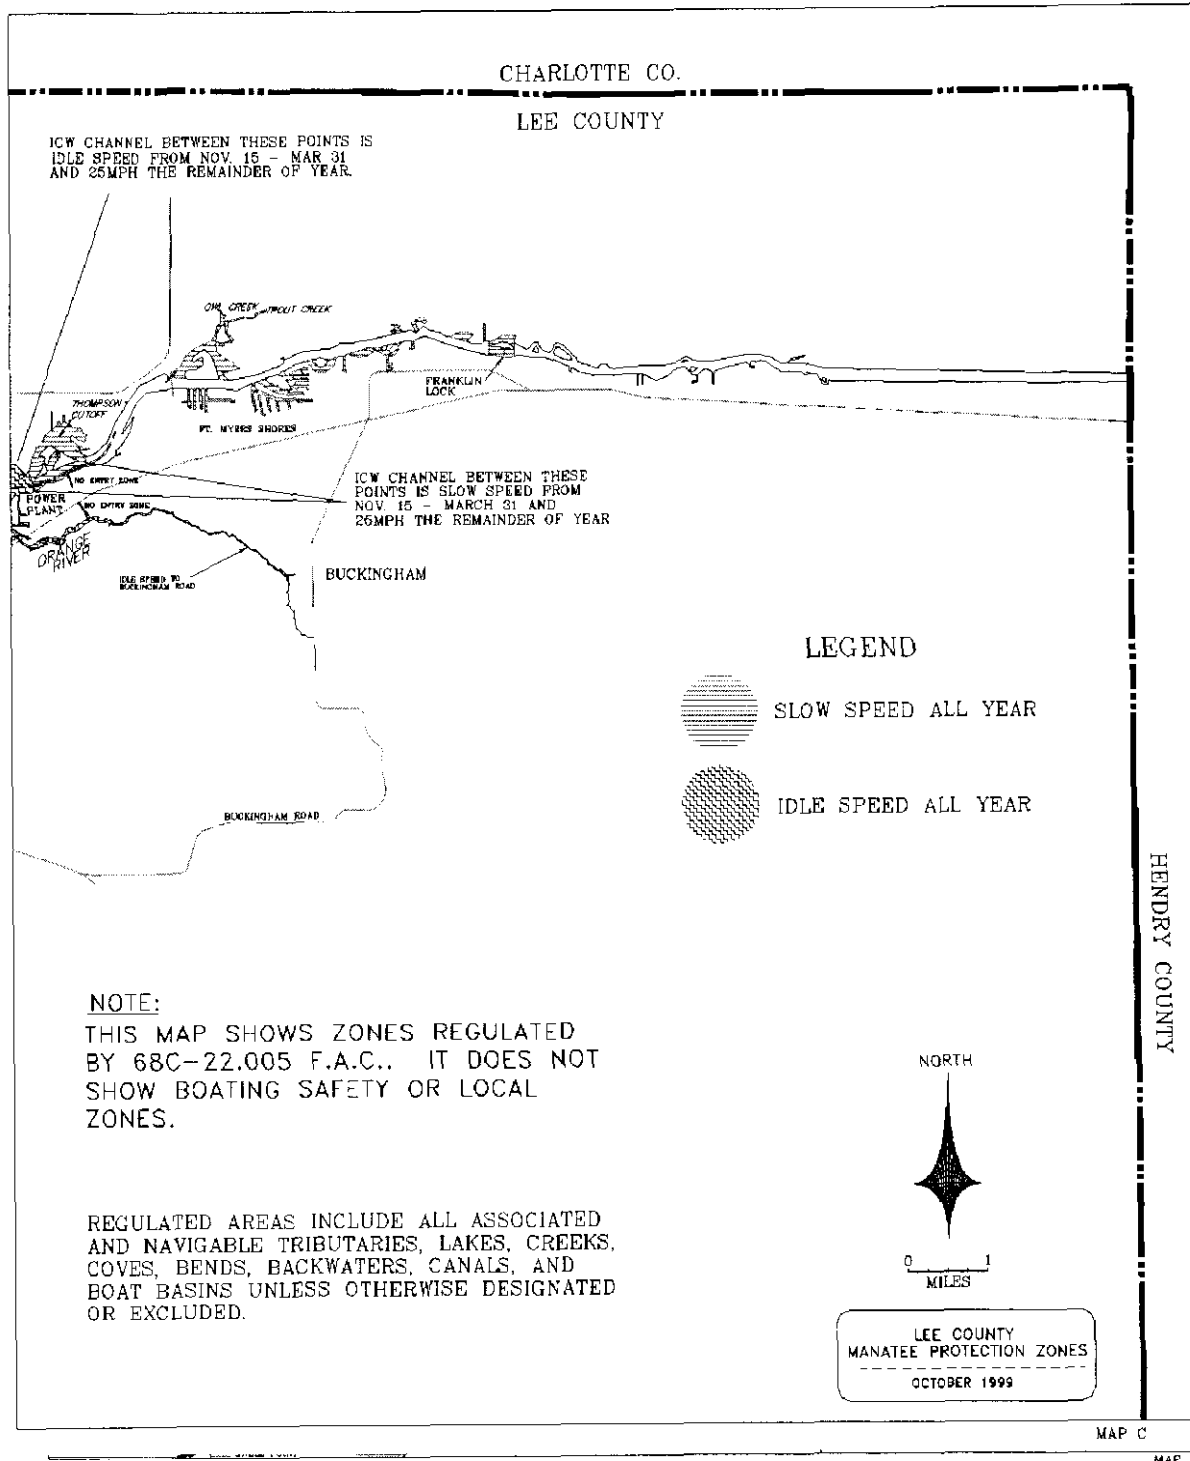 CHARLOTTE CO.
LEE COUNTY
ICW CHANNEL BETWEEN THESE POINTS IS
IDLE SPEED FROM NOV. 15 - MAR 31
AND 25MPH THE REMAINDER OF YEAR.
OWL CREEK
TROUT CREEK
THOMPSON
CUTOFF
FRANKLIN
LOCK
FT. MYERS SHORES
NO ENTRY ZONE
POWER
PLANT
NO ENTRY ZONE
ICW CHANNEL BETWEEN THESE
POINTS IS SLOW SPEED FROM
NOV. 15 - MARCH 31 AND
25MPH THE REMAINDER OF YEAR
ORANGE
RIVER
IDLE SPEED TO
BUCKINGHAM ROAD
BUCKINGHAM
LEGEND
SLOW SPEED ALL YEAR
IDLE SPEED ALL YEAR
BUCKINGHAM ROAD
HENDRY COUNTY
NOTE:
THIS MAP SHOWS ZONES REGULATED
BY 68C-22.005 F.A.C.. IT DOES NOT
SHOW BOATING SAFETY OR LOCAL
ZONES.
NORTH
REGULATED AREAS INCLUDE ALL ASSOCIATED
AND NAVIGABLE TRIBUTARIES, LAKES, CREEKS,
COVES, BENDS, BACKWATERS, CANALS, AND
BOAT BASINS UNLESS OTHERWISE DESIGNATED
OR EXCLUDED.
0 1
MILES
LEE COUNTY
MANATEE PROTECTION ZONES
OCTOBER 1999
MAP C
MAP